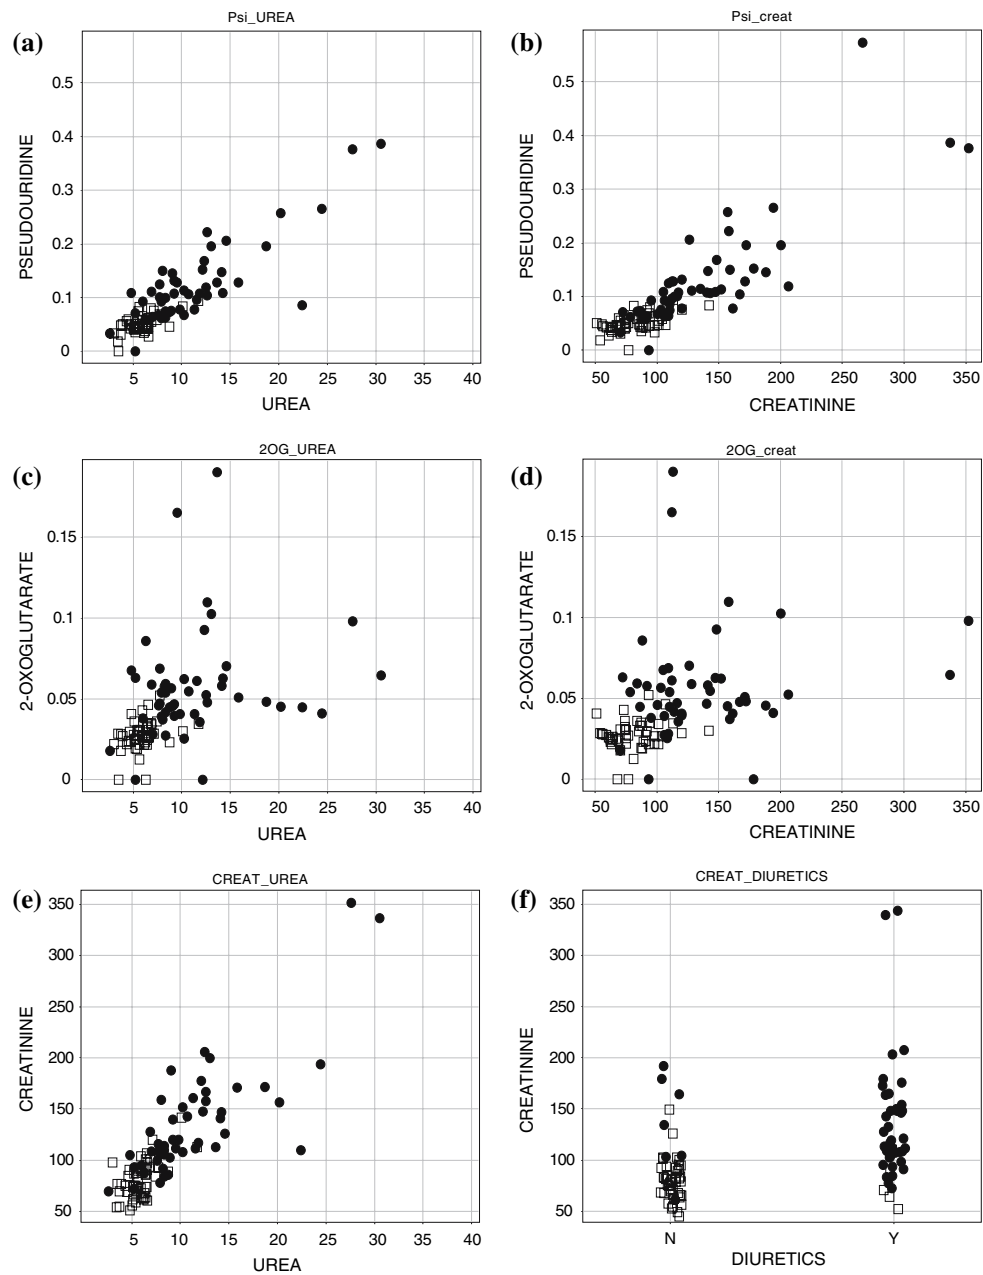 Psi_UREA
(a)
PSEUDOURIDINE
0.5
0.4
0.3
0.2
0.1
0
5 10 15 20 25 30 35 40
UREA
Psi_creat
(b)
PSEUDOURIDINE
0.5
0.4
0.3
0.2
0.1
0
50 100 150 200 250 300 350
CREATININE
2OG_UREA
(c)
2-OXOGLUTARATE
0.15
0.1
0.05
0
5 10 15 20 25 30 35 40
UREA
2OG_creat
(d)
2-OXOGLUTARATE
0.15
0.1
0.05
0
50 100 150 200 250 300 350
CREATININE
CREAT_UREA
(e)
CREATININE
350
300
250
200
150
100
50
5 10 15 20 25 30 35 40
UREA
CREAT_DIURETICS
(f)
CREATININE
350
300
250
200
150
100
50
N Y
DIURETICS